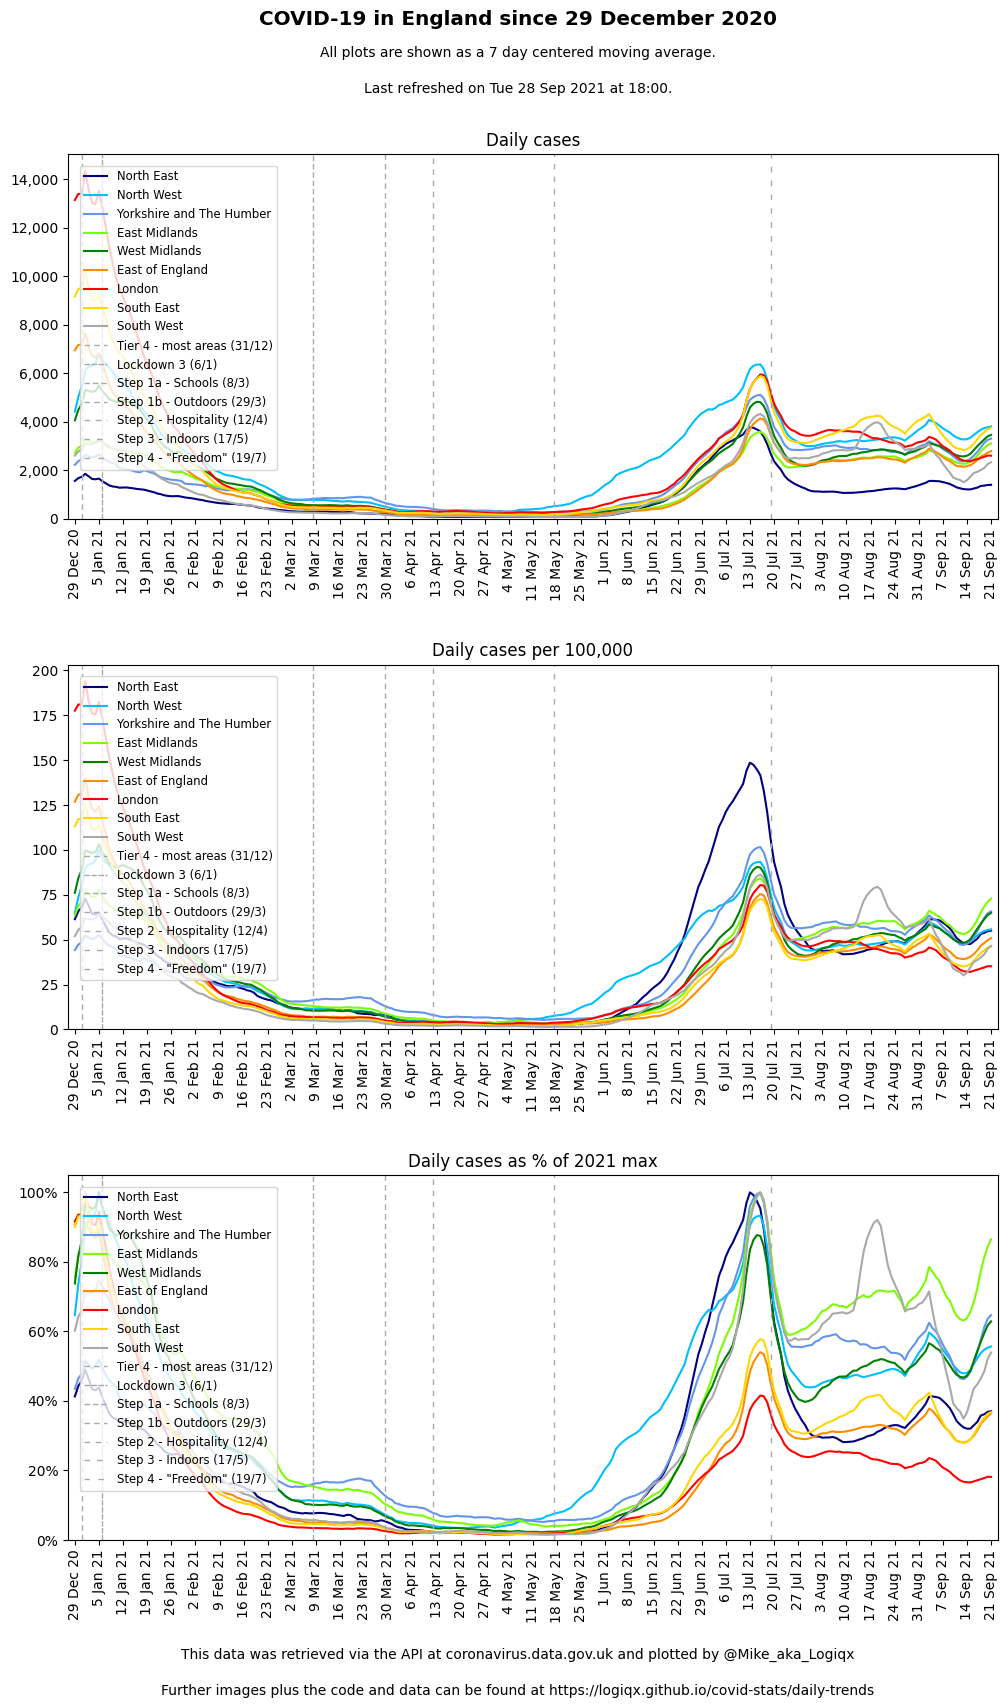 COVID-19 in England since 29 December 2020
All plots are shown as a 7 day centered moving average.
Last refreshed on Tue 28 Sep 2021 at 18:00.
Daily cases
14,000
12,000
10,000
8,000
6,000
4,000
2,000
0
North East
North West
Yorkshire and The Humber
East Midlands
West Midlands
East of England
London
South East
South West
Tier 4 - most areas (31/12)
Lockdown 3 (6/1)
Step 1a - Schools (8/3)
Step 1b - Outdoors (29/3)
Step 2 - Hospitality (12/4)
Step 3 - Indoors (17/5)
Step 4 - "Freedom" (19/7)
29 Dec 20
5 Jan 21
12 Jan 21
19 Jan 21
26 Jan 21
2 Feb 21
9 Feb 21
16 Feb 21
23 Feb 21
2 Mar 21
9 Mar 21
16 Mar 21
23 Mar 21
30 Mar 21
6 Apr 21
13 Apr 21
20 Apr 21
27 Apr 21
4 May 21
11 May 21
18 May 21
25 May 21
1 Jun 21
8 Jun 21
15 Jun 21
22 Jun 21
29 Jun 21
6 Jul 21
13 Jul 21
20 Jul 21
27 Jul 21
3 Aug 21
10 Aug 21
17 Aug 21
24 Aug 21
31 Aug 21
7 Sep 21
14 Sep 21
21 Sep 21
Daily cases per 100,000
200
175
150
125
100
75
50
25
0
North East
North West
Yorkshire and The Humber
East Midlands
West Midlands
East of England
London
South East
South West
Tier 4 - most areas (31/12)
Lockdown 3 (6/1)
Step 1a - Schools (8/3)
Step 1b - Outdoors (29/3)
Step 2 - Hospitality (12/4)
Step 3 - Indoors (17/5)
Step 4 - "Freedom" (19/7)
29 Dec 20
5 Jan 21
12 Jan 21
19 Jan 21
26 Jan 21
2 Feb 21
9 Feb 21
16 Feb 21
23 Feb 21
2 Mar 21
9 Mar 21
16 Mar 21
23 Mar 21
30 Mar 21
6 Apr 21
13 Apr 21
20 Apr 21
27 Apr 21
4 May 21
11 May 21
18 May 21
25 May 21
1 Jun 21
8 Jun 21
15 Jun 21
22 Jun 21
29 Jun 21
6 Jul 21
13 Jul 21
20 Jul 21
27 Jul 21
3 Aug 21
10 Aug 21
17 Aug 21
24 Aug 21
31 Aug 21
7 Sep 21
14 Sep 21
21 Sep 21
Daily cases as % of 2021 max
100%
80%
60%
40%
20%
0%
North East
North West
Yorkshire and The Humber
East Midlands
West Midlands
East of England
London
South East
South West
Tier 4 - most areas (31/12)
Lockdown 3 (6/1)
Step 1a - Schools (8/3)
Step 1b - Outdoors (29/3)
Step 2 - Hospitality (12/4)
Step 3 - Indoors (17/5)
Step 4 - "Freedom" (19/7)
29 Dec 20
5 Jan 21
12 Jan 21
19 Jan 21
26 Jan 21
2 Feb 21
9 Feb 21
16 Feb 21
23 Feb 21
2 Mar 21
9 Mar 21
16 Mar 21
23 Mar 21
30 Mar 21
6 Apr 21
13 Apr 21
20 Apr 21
27 Apr 21
4 May 21
11 May 21
18 May 21
25 May 21
1 Jun 21
8 Jun 21
15 Jun 21
22 Jun 21
29 Jun 21
6 Jul 21
13 Jul 21
20 Jul 21
27 Jul 21
3 Aug 21
10 Aug 21
17 Aug 21
24 Aug 21
31 Aug 21
7 Sep 21
14 Sep 21
21 Sep 21
This data was retrieved via the API at coronavirus.data.gov.uk and plotted by @Mike_aka_Logiqx
Further images plus the code and data can be found at https://logiqx.github.io/covid-stats/daily-trends